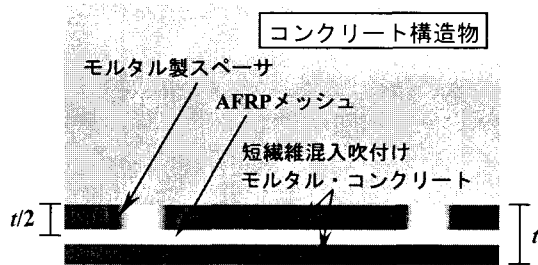 コンクリート構造物
モルタル製スペーサ
AFRPメッシュ
短繊維混入吹付け
モルタル・コンクリート
t/2
t